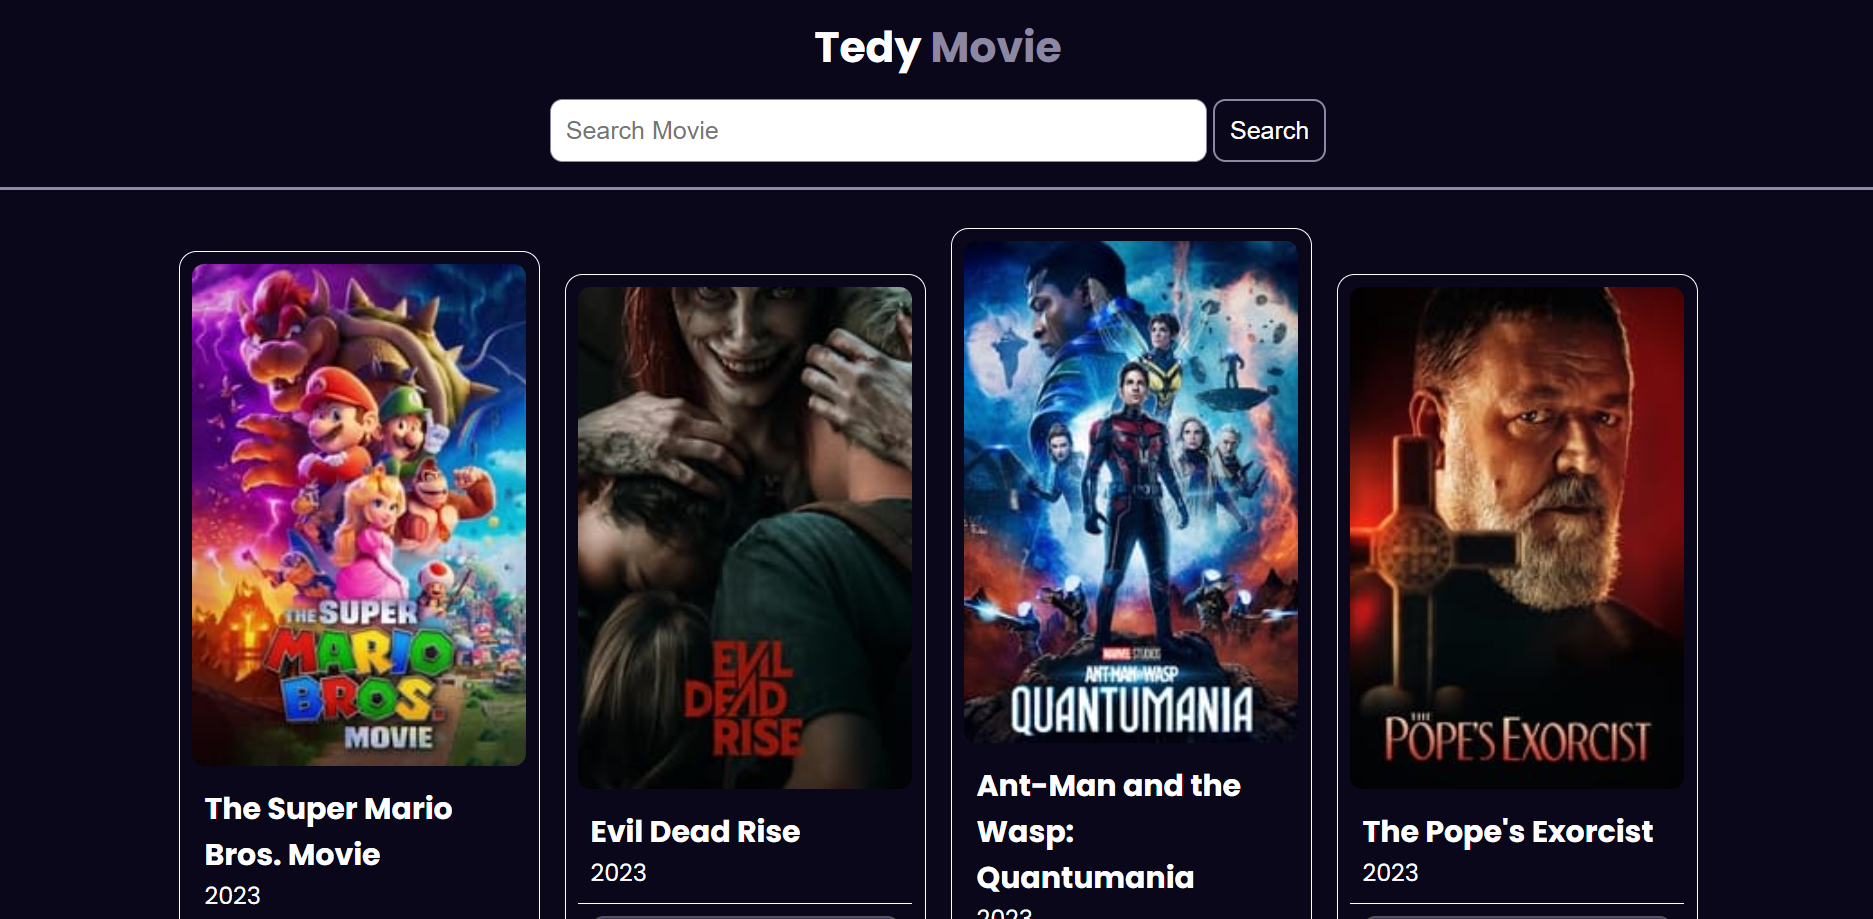 Tedy Movie
Search Movie
Search
THE SUPER
MARIO
BROS.
MOVIE
The Super Mario
Bros. Movie
2023
EVIL
DEAD
RISE
Evil Dead Rise
2023
MARVEL STUDIOS
ANT-MAN AND THE WASP
QUANTUMANIA
Ant-Man and the
Wasp:
Quantumania
2023
THE
POPE'S EXORCIST
The Pope's Exorcist
2023